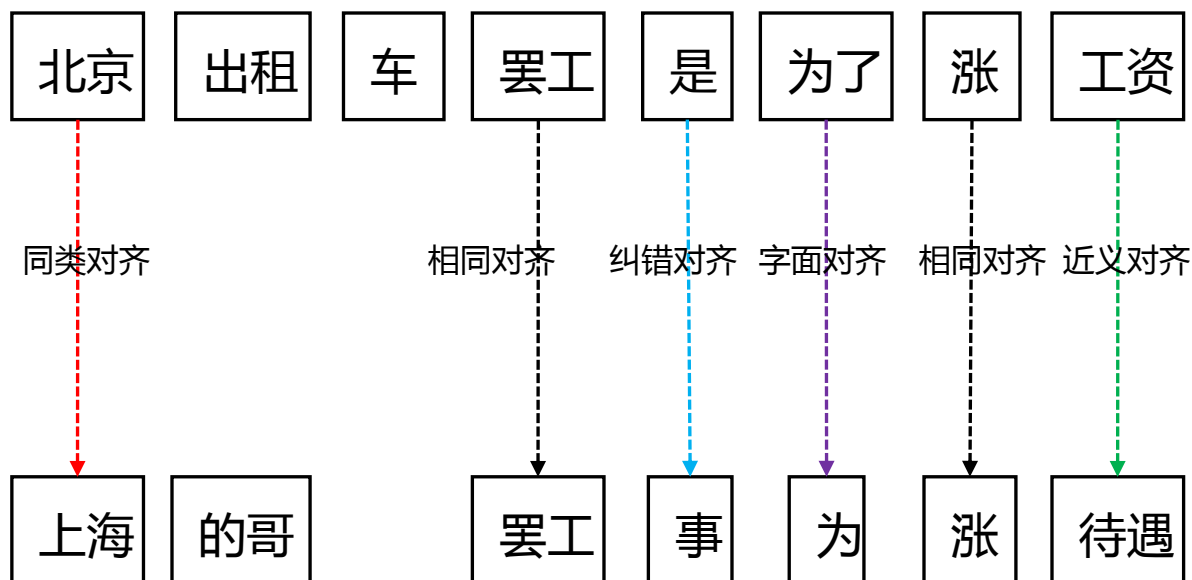 北京 出租 车 罢工 是 为了 涨 工资
同类对齐 相同对齐 纠错对齐 字面对齐 相同对齐 近义对齐
上海 的哥 罢工 事 为 涨 待遇